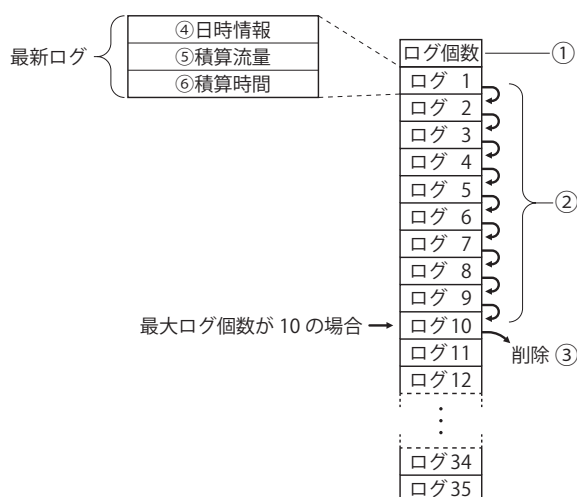 ④日時情報
最新ログ
⑤積算流量
⑥積算時間
ログ個数
①
ログ 1
ログ 2
ログ 3
ログ 4
ログ 5
ログ 6
②
ログ 7
ログ 8
ログ 9
最大ログ個数が 10 の場合
ログ10
ログ11
削除 ③
ログ12
ログ34
ログ35